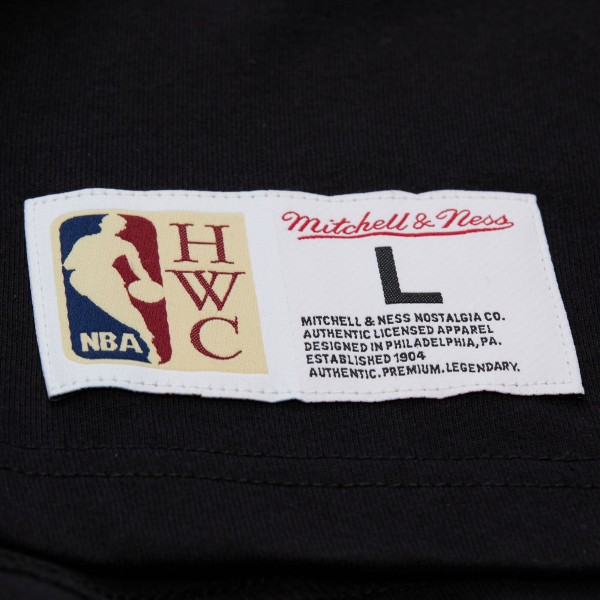 NBA
H
W
C
Mitchell & Ness
L
MITCHELL & NESS NOSTALGIA CO.
AUTHENTIC LICENSED APPAREL
DESIGNED IN PHILADELPHIA, PA.
ESTABLISHED 1904
AUTHENTIC.PREMIUM.LEGENDARY.